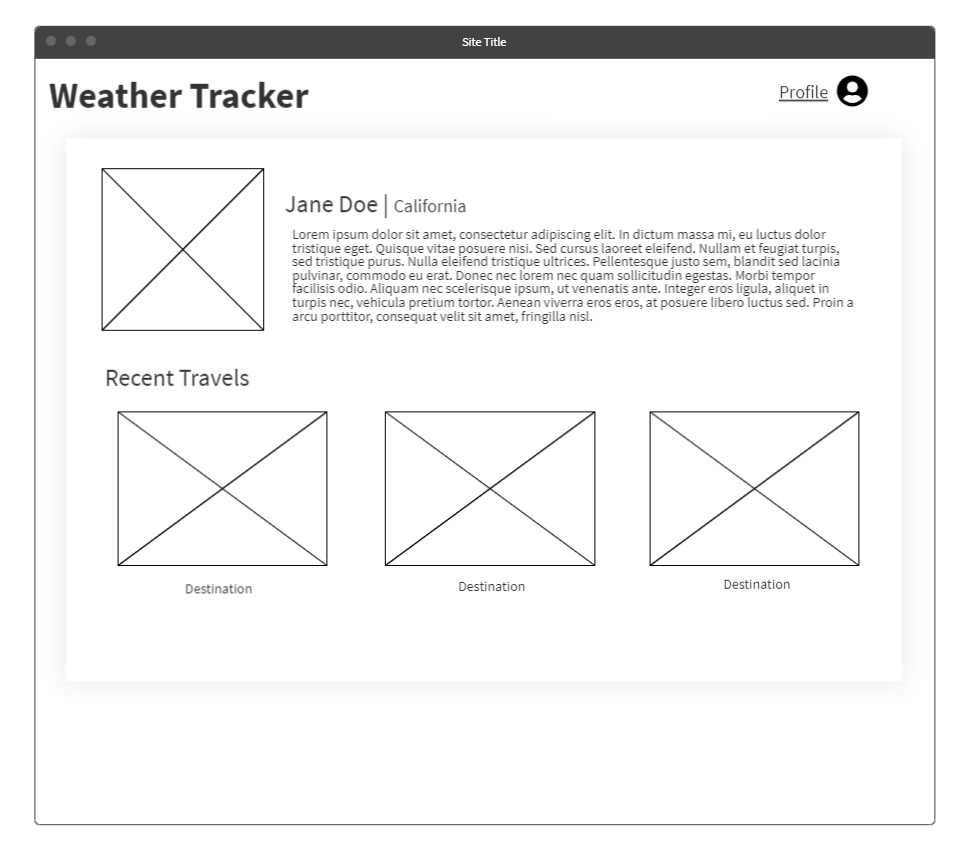 Site Title
Weather Tracker
Profile
Jane Doe | California
Lorem ipsum dolor sit amet, consectetur adipiscing elit. In dictum massa mi, eu luctus dolor
tristique eget. Quisque vitae posuere nisi. Sed cursus laoreet eleifend. Nullam et feugiat turpis,
sed tristique purus. Nulla eleifend tristique ultrices. Pellentesque justo sem, blandit sed lacinia
pulvinar, commodo eu erat. Donec nec lorem nec quam sollicitudin egestas. Morbi tempor
facilisis odio. Aliquam nec scelerisque ipsum, ut venenatis ante. Integer eros ligula, aliquet in
turpis nec, vehicula pretium tortor. Aenean viverra eros eros, at posuere libero luctus sed. Proin a
arcu porttitor, consequat velit sit amet, fringilla nisl.
Recent Travels
Destination
Destination
Destination